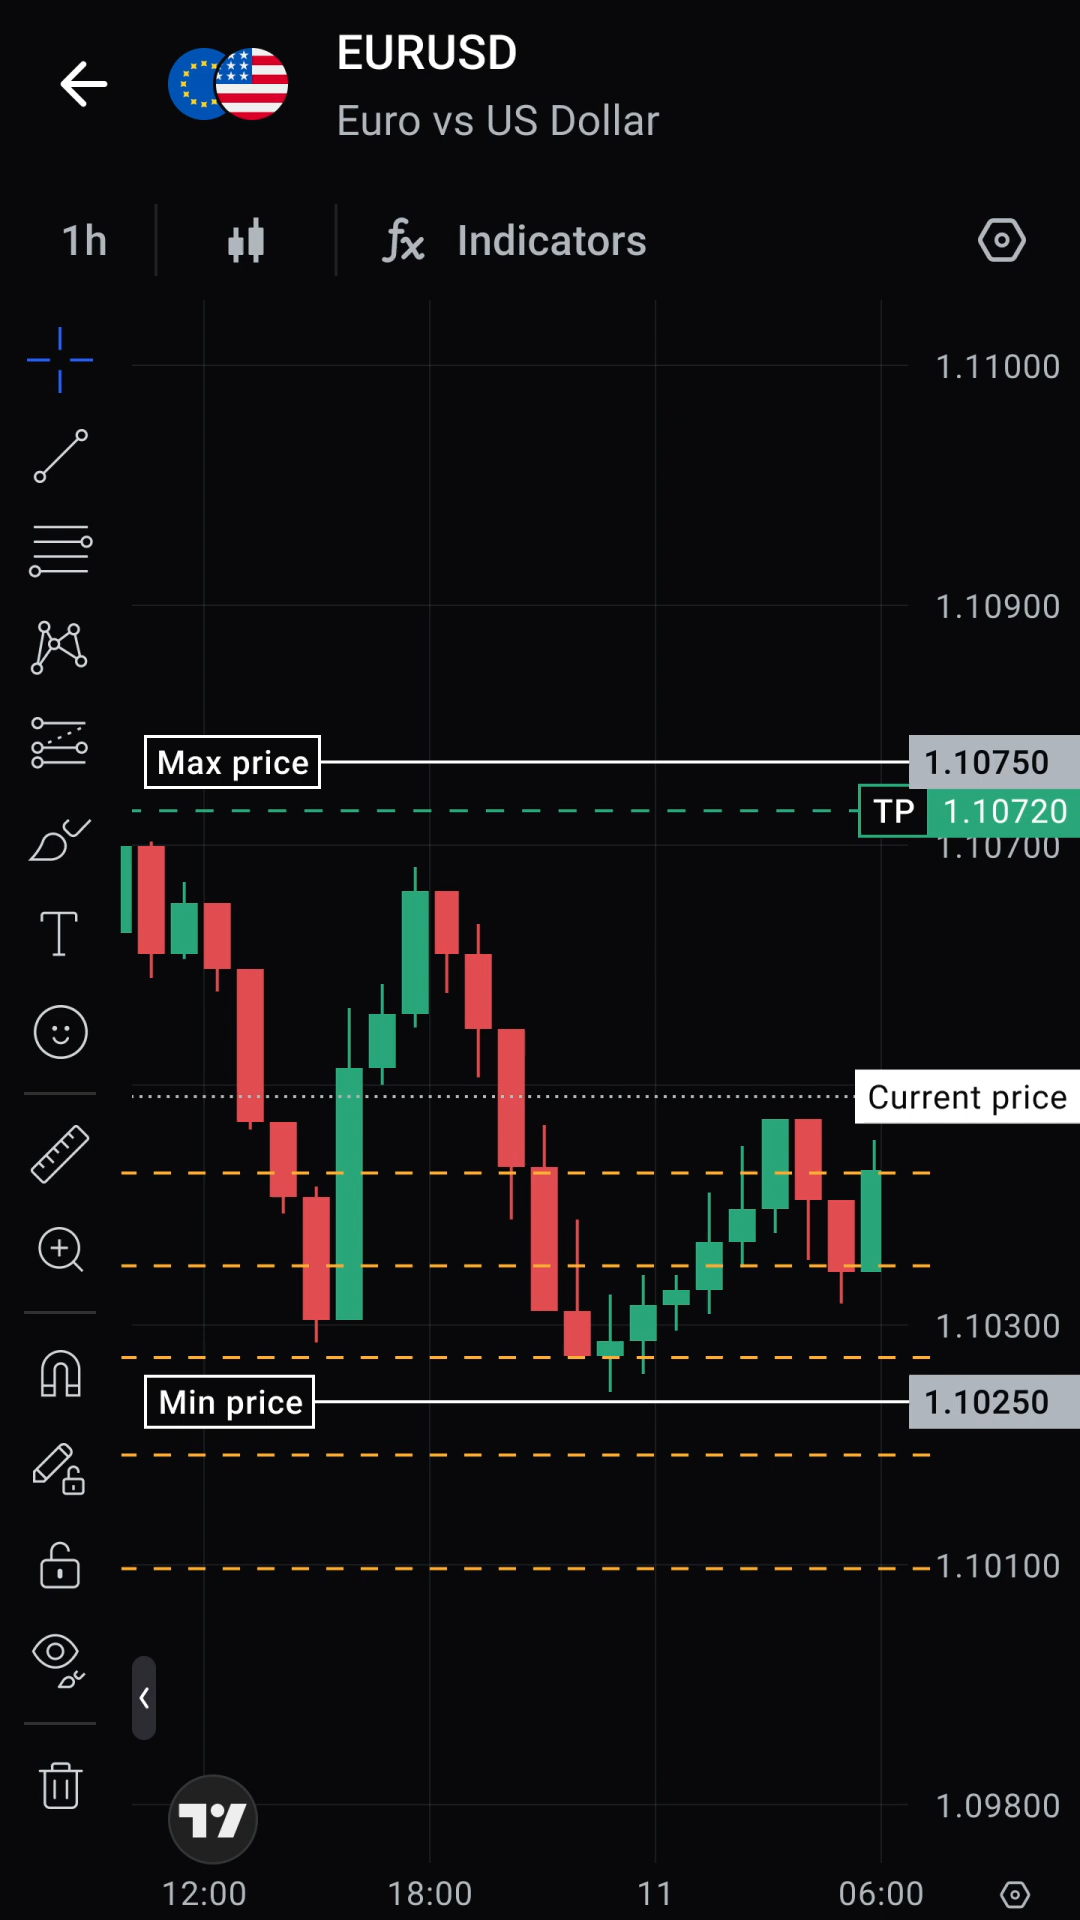 EURUSD
Euro vs US Dollar
1h
fx Indicators
1.11000
1.10900
Max price
1.10750
TP 1.10720
1.10700
Current price
1.10300
Min price
1.10250
1.10100
1.09800
12:00 18:00 11 06:00